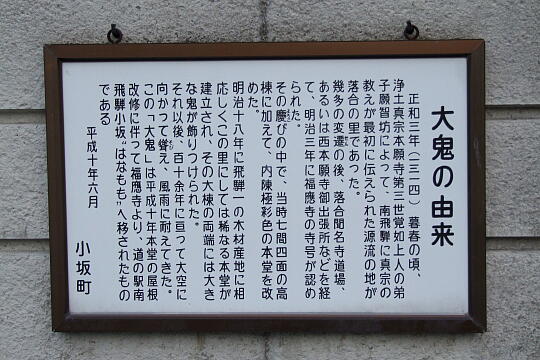 大鬼の由来
正和三年(一三一四)暮春の頃、
浄土真宗本願寺第三世覚如上人の弟
子願智坊によって、南飛騨に真宗の
教えが最初に伝えられた源流の地が
落合の里であった。
幾多の変遷の後、落合聞名寺道場、
あるいは西本願寺御出張所などを経
て、明治三年に福應寺の寺号が認め
られた。
その慶びの中で、当時七間四面の高
棟に加えて、内陣極彩色の本堂を改
めた。
明治十八年に飛騨一の木材産地に相
応しくこの里にしては稀なる本堂が
建立され、その大棟の両端には大き
な鬼が飾りつけられた。
それ以後、百十余年に亘って大空に
向かって聳え、風雨に耐えてきた。
この「大鬼」は平成十年本堂の屋根
改修に伴って福應寺より、道の駅南
飛騨小坂“はなもも”へ移されたもの
である
平成十年六月
小坂町